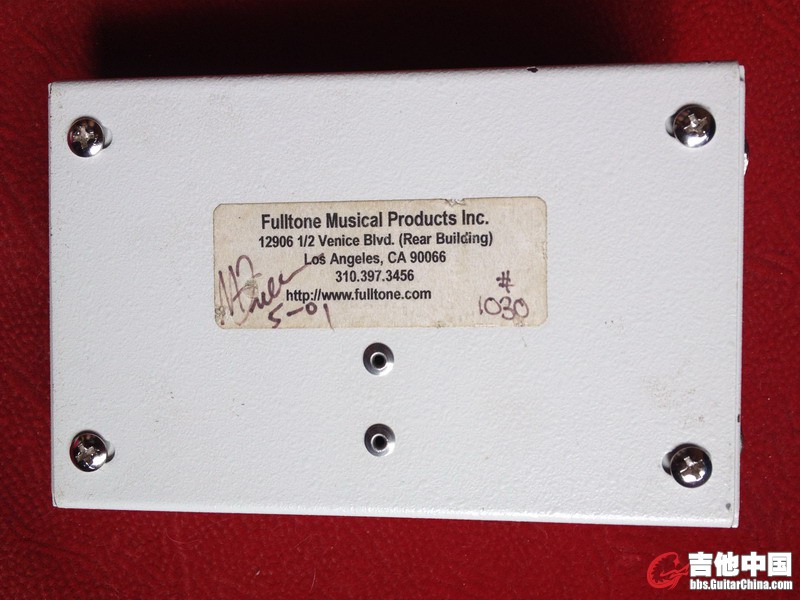 Fulltone Musical Products Inc.
12906 1/2 Venice Blvd. (Rear Building)
Los Angeles, CA 90066
310.397.3456
http://www.fulltone.com
5-01
#
1030
吉他中国
bbs.GuitarChina.com